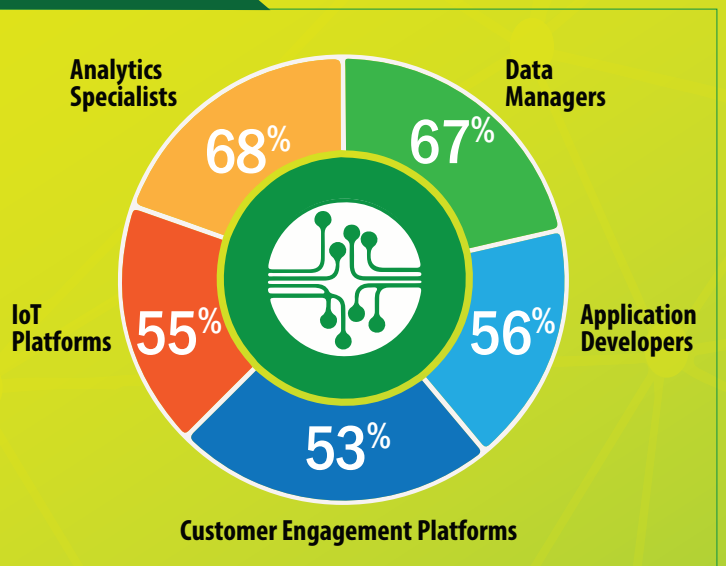 Analytics
Specialists
68%
Data
Managers
67%
IoT
Platforms
55%
56%
Application
Developers
53%
Customer Engagement Platforms